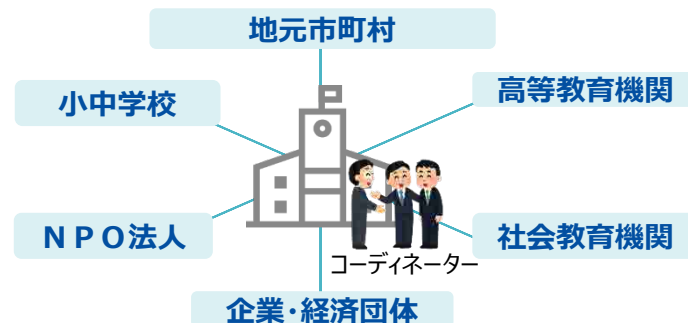 地元市町村
小中学校
高等教育機関
ＮＰＯ法人
社会教育機関
コーディネーター
企業・経済団体